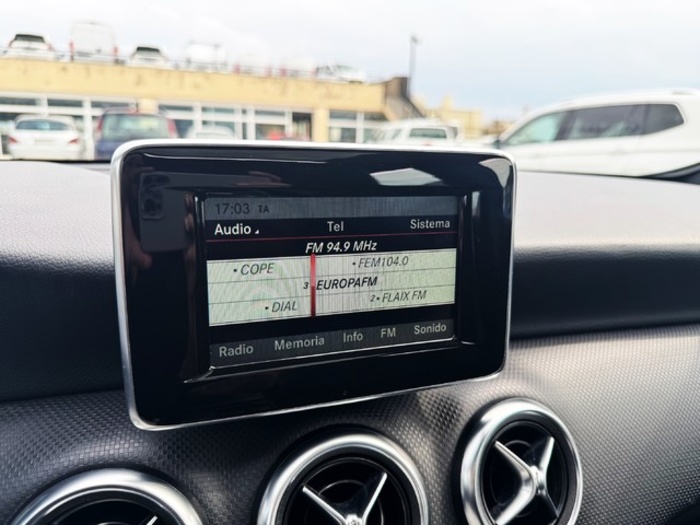 17:03 TA
Audio Tel Sistema
FM 94.9 MHz
• COPE • FEM104.0
3 EUROPAFM
• DIAL 2• FLAIX FM
Radio Memoria Info FM Sonido